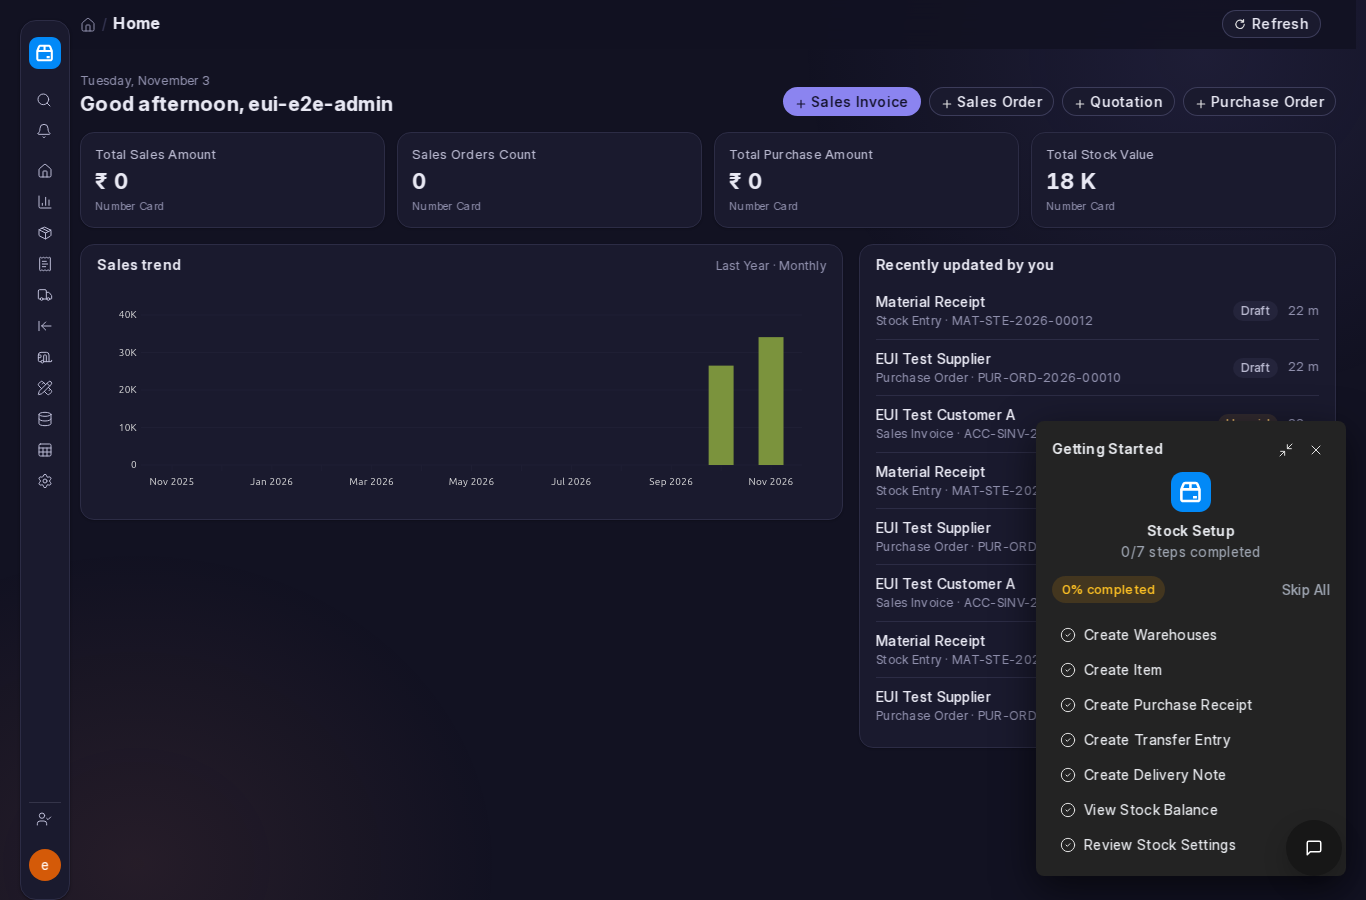 / Home
Refresh
Tuesday, November 3
Good afternoon, eui-e2e-admin
+ Sales Invoice
+ Sales Order
+ Quotation
+ Purchase Order
Total Sales Amount
₹ 0
Number Card
Sales Orders Count
0
Number Card
Total Purchase Amount
₹ 0
Number Card
Total Stock Value
18 K
Number Card
Sales trend
Last Year · Monthly
40K
30K
20K
10K
0
Nov 2025
Jan 2026
Mar 2026
May 2026
Jul 2026
Sep 2026
Nov 2026
Recently updated by you
Material Receipt
Draft
22 m
Stock Entry · MAT-STE-2026-00012
EUI Test Supplier
Draft
22 m
Purchase Order · PUR-ORD-2026-00010
EUI Test Customer A
Sales Invoice · ACC-SINV-2
Material Receipt
Stock Entry · MAT-STE-202
EUI Test Supplier
Purchase Order · PUR-ORD
EUI Test Customer A
Sales Invoice · ACC-SINV-2
Material Receipt
Stock Entry · MAT-STE-202
EUI Test Supplier
Purchase Order · PUR-ORD
Getting Started
Stock Setup
0/7 steps completed
0% completed
Skip All
Create Warehouses
Create Item
Create Purchase Receipt
Create Transfer Entry
Create Delivery Note
View Stock Balance
Review Stock Settings
e